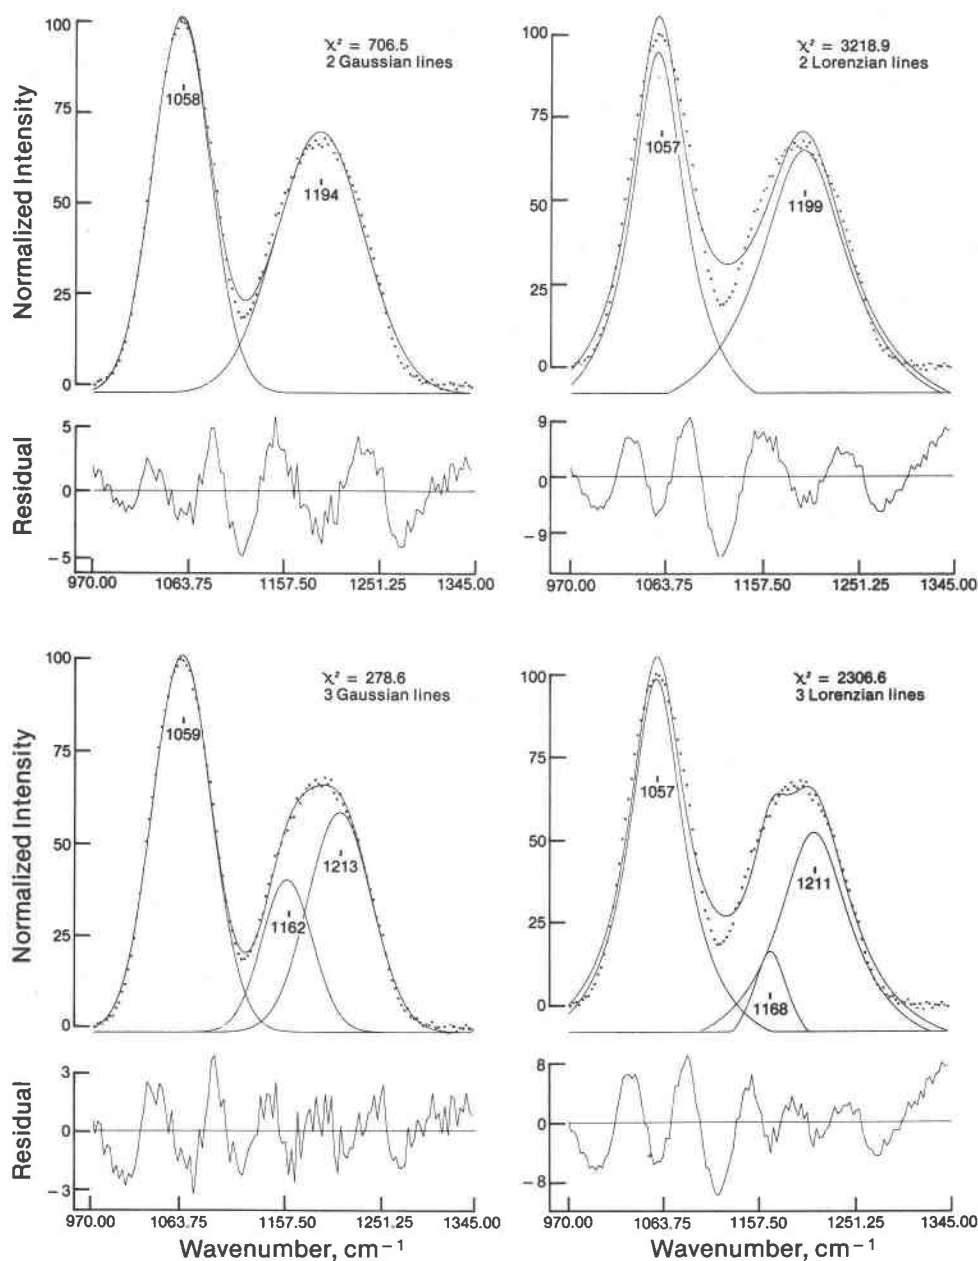 χ² = 706.5
2 Gaussian lines
Normalized Intensity
100
75
50
25
0
1058
1194
Residual
5
0
−5
970.00 1063.75 1157.50 1251.25 1345.00
χ² = 3218.9
2 Lorenzian lines
100
75
50
25
0
1057
1199
9
0
−9
970.00 1063.75 1157.50 1251.25 1345.00
χ² = 278.6
3 Gaussian lines
Normalized Intensity
100
75
50
25
0
1059
1162
1213
Residual
3
0
−3
970.00 1063.75 1157.50 1251.25 1345.00
Wavenumber, cm⁻¹
χ² = 2306.6
3 Lorenzian lines
100
75
50
25
0
1057
1168
1211
8
0
−8
970.00 1063.75 1157.50 1251.25 1345.00
Wavenumber, cm⁻¹